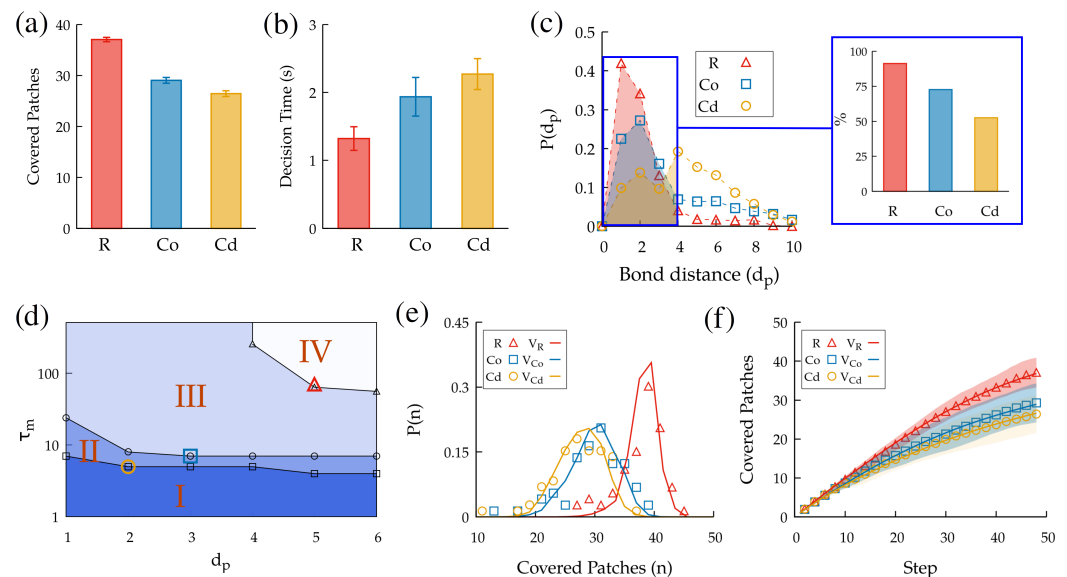 (a)
40
30
20
10
0
Covered Patches
R Co Cd
(b)
3
2
1
0
Decision Time (s)
R Co Cd
(c)
0.5
0.4
0.3
0.2
0.1
0
P(dp)
R
Co
Cd
0 2 4 6 8 10
Bond distance (dp)
100
75
50
25
0
%
R Co Cd
(d)
100
10
1
τm
I
II
III
IV
1 2 3 4 5 6
dp
(e)
0.45
0.3
0.15
0
P(n)
R VR
Co VCo
Cd VCd
10 20 30 40 50
Covered Patches (n)
(f)
50
40
30
20
10
0
Covered Patches
R VR
Co VCo
Cd VCd
0 10 20 30 40 50
Step